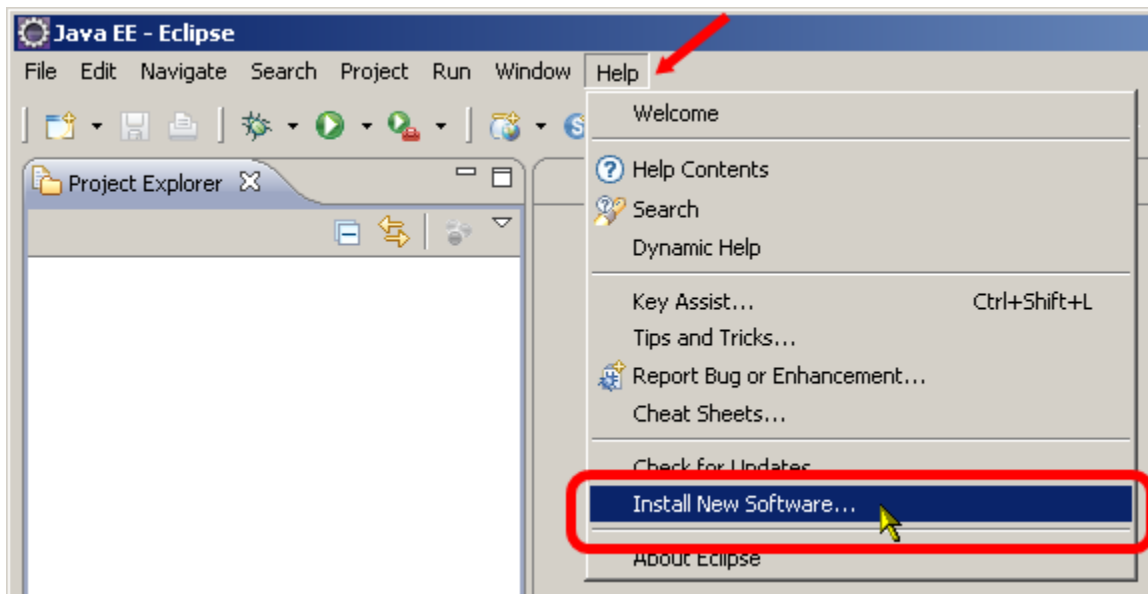 Java EE - Eclipse
File Edit Navigate Search Project Run Window Help
Project Explorer
Welcome
Help Contents
Search
Dynamic Help
Key Assist... Ctrl+Shift+L
Tips and Tricks...
Report Bug or Enhancement...
Cheat Sheets...
Check for Updates
Install New Software...
About Eclipse